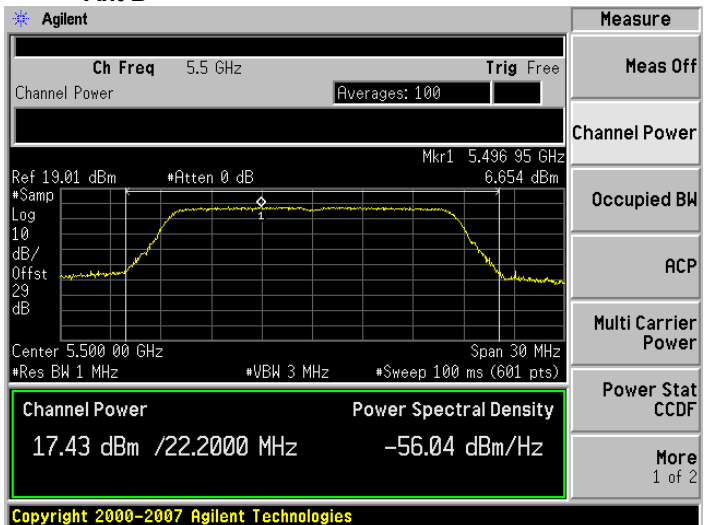 Agilent
Measure
Ch Freq 5.5 GHz Trig Free
Channel Power Averages: 100
Mkr1 5.496 95 GHz
Ref 19.01 dBm #Atten 0 dB 6.654 dBm
#Samp
Log
10
dB/
Offst
29
dB
1
Center 5.500 00 GHz Span 30 MHz
#Res BW 1 MHz #VBW 3 MHz #Sweep 100 ms (601 pts)
Channel Power Power Spectral Density
17.43 dBm /22.2000 MHz -56.04 dBm/Hz
Copyright 2000-2007 Agilent Technologies
Meas Off
Channel Power
Occupied BW
ACP
Multi Carrier
Power
Power Stat
CCDF
More
1 of 2